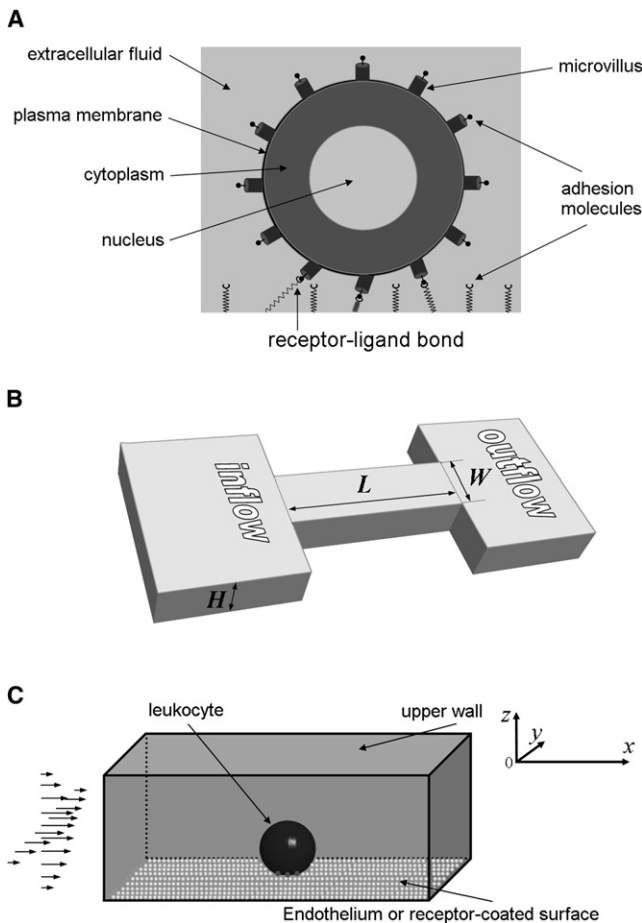 A
extracellular fluid
microvillus
plasma membrane
cytoplasm
adhesion
molecules
nucleus
receptor-ligand bond
B
inflow
L
W
outflow
H
C
leukocyte
upper wall
z
y
0
x
Endothelium or receptor-coated surface